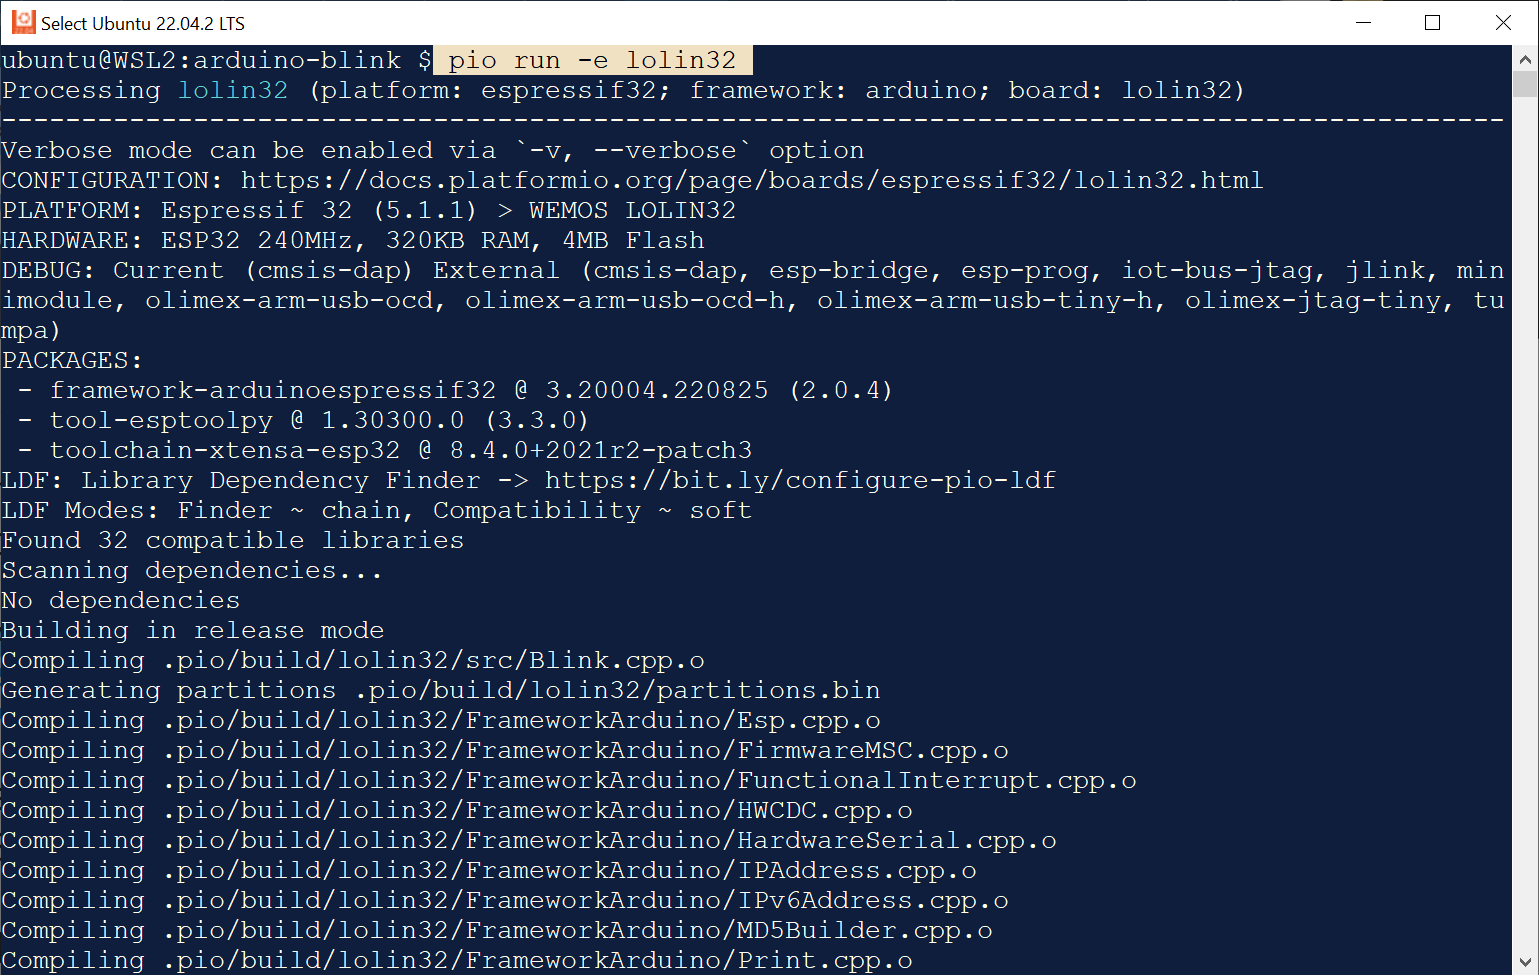 Select Ubuntu 22.04.2 LTS
ubuntu@WSL2:arduino-blink $ pio run -e lolin32
Processing lolin32 (platform: espressif32; framework: arduino; board: lolin32)
----------------------------------------------------------------------------------------------
Verbose mode can be enabled via `-v, --verbose` option
CONFIGURATION: https://docs.platformio.org/page/boards/espressif32/lolin32.html
PLATFORM: Espressif 32 (5.1.1) > WEMOS LOLIN32
HARDWARE: ESP32 240MHz, 320KB RAM, 4MB Flash
DEBUG: Current (cmsis-dap) External (cmsis-dap, esp-bridge, esp-prog, iot-bus-jtag, jlink, min
imodule, olimex-arm-usb-ocd, olimex-arm-usb-ocd-h, olimex-arm-usb-tiny-h, olimex-jtag-tiny, tu
mpa)
PACKAGES:
 - framework-arduinoespressif32 @ 3.20004.220825 (2.0.4)
 - tool-esptoolpy @ 1.30300.0 (3.3.0)
 - toolchain-xtensa-esp32 @ 8.4.0+2021r2-patch3
LDF: Library Dependency Finder -> https://bit.ly/configure-pio-ldf
LDF Modes: Finder ~ chain, Compatibility ~ soft
Found 32 compatible libraries
Scanning dependencies...
No dependencies
Building in release mode
Compiling .pio/build/lolin32/src/Blink.cpp.o
Generating partitions .pio/build/lolin32/partitions.bin
Compiling .pio/build/lolin32/FrameworkArduino/Esp.cpp.o
Compiling .pio/build/lolin32/FrameworkArduino/FirmwareMSC.cpp.o
Compiling .pio/build/lolin32/FrameworkArduino/FunctionalInterrupt.cpp.o
Compiling .pio/build/lolin32/FrameworkArduino/HWCDC.cpp.o
Compiling .pio/build/lolin32/FrameworkArduino/HardwareSerial.cpp.o
Compiling .pio/build/lolin32/FrameworkArduino/IPAddress.cpp.o
Compiling .pio/build/lolin32/FrameworkArduino/IPv6Address.cpp.o
Compiling .pio/build/lolin32/FrameworkArduino/MD5Builder.cpp.o
Compiling .pio/build/lolin32/FrameworkArduino/Print.cpp.o